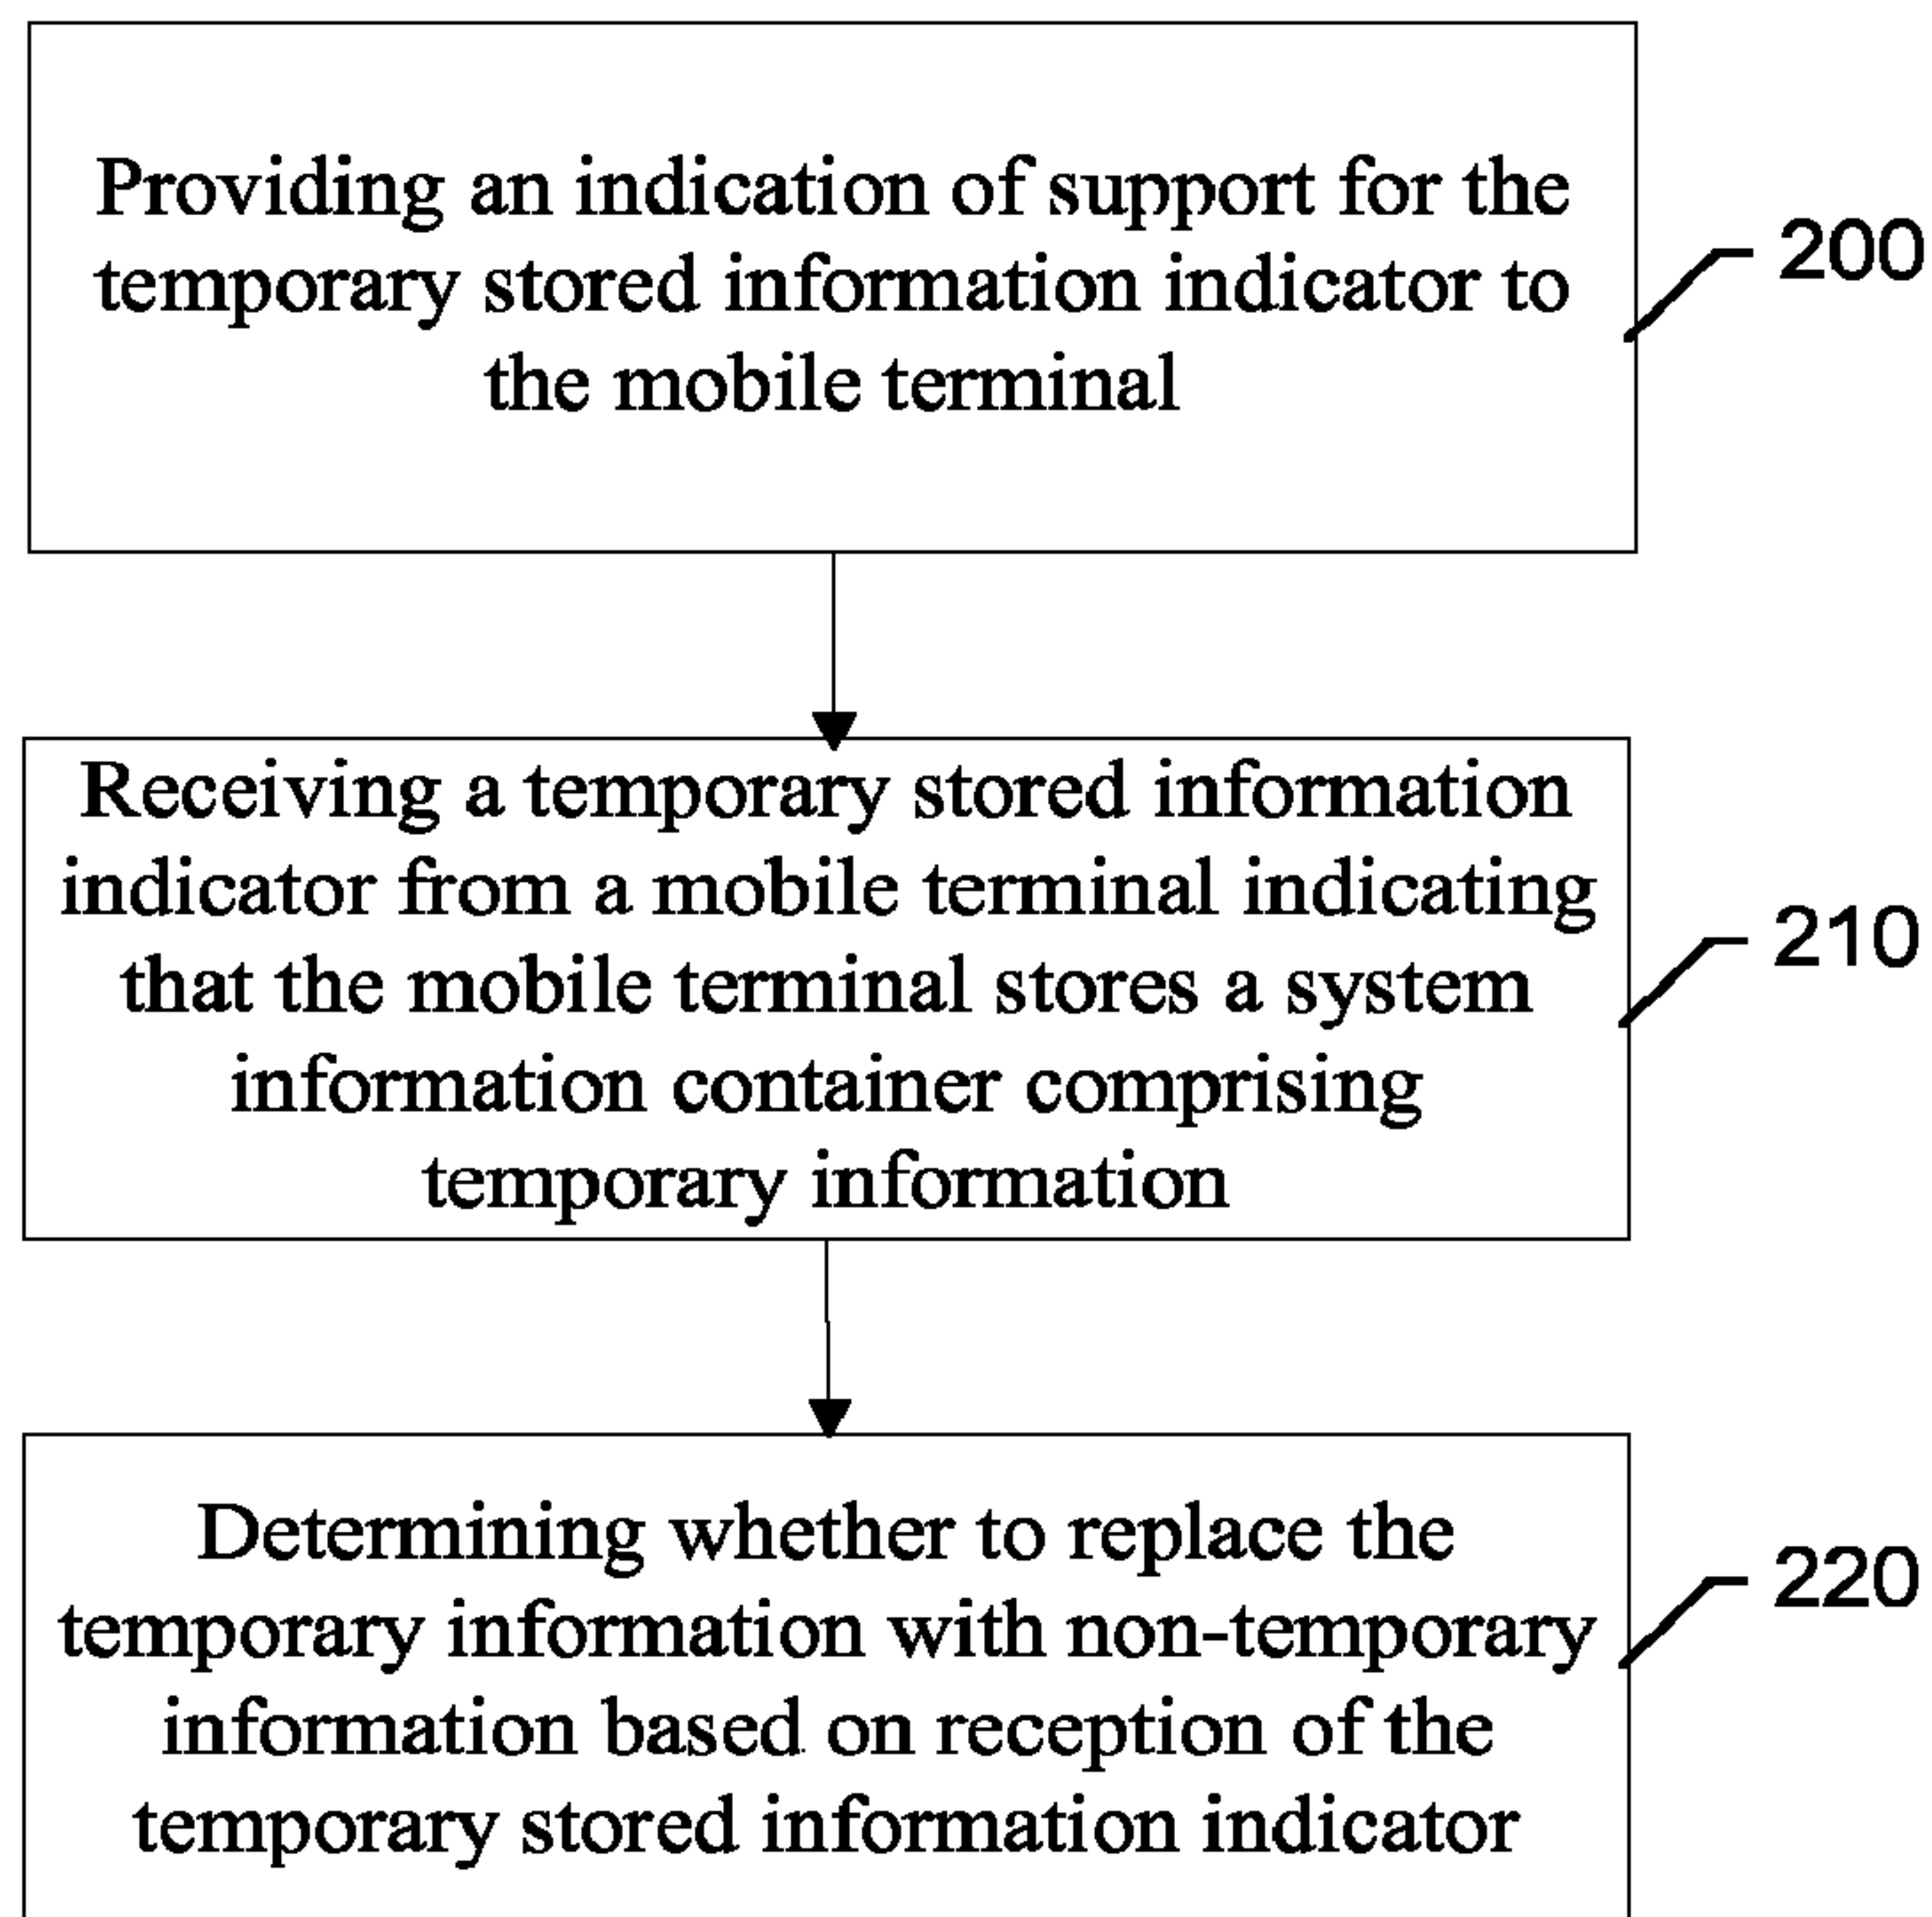 Providing an indication of support for the
temporary stored information indicator to
the mobile terminal
200
Receiving a temporary stored information
indicator from a mobile terminal indicating
that the mobile terminal stores a system
information container comprising
temporary information
210
Determining whether to replace the
temporary information with non-temporary
information based on reception of the
temporary stored information indicator
220